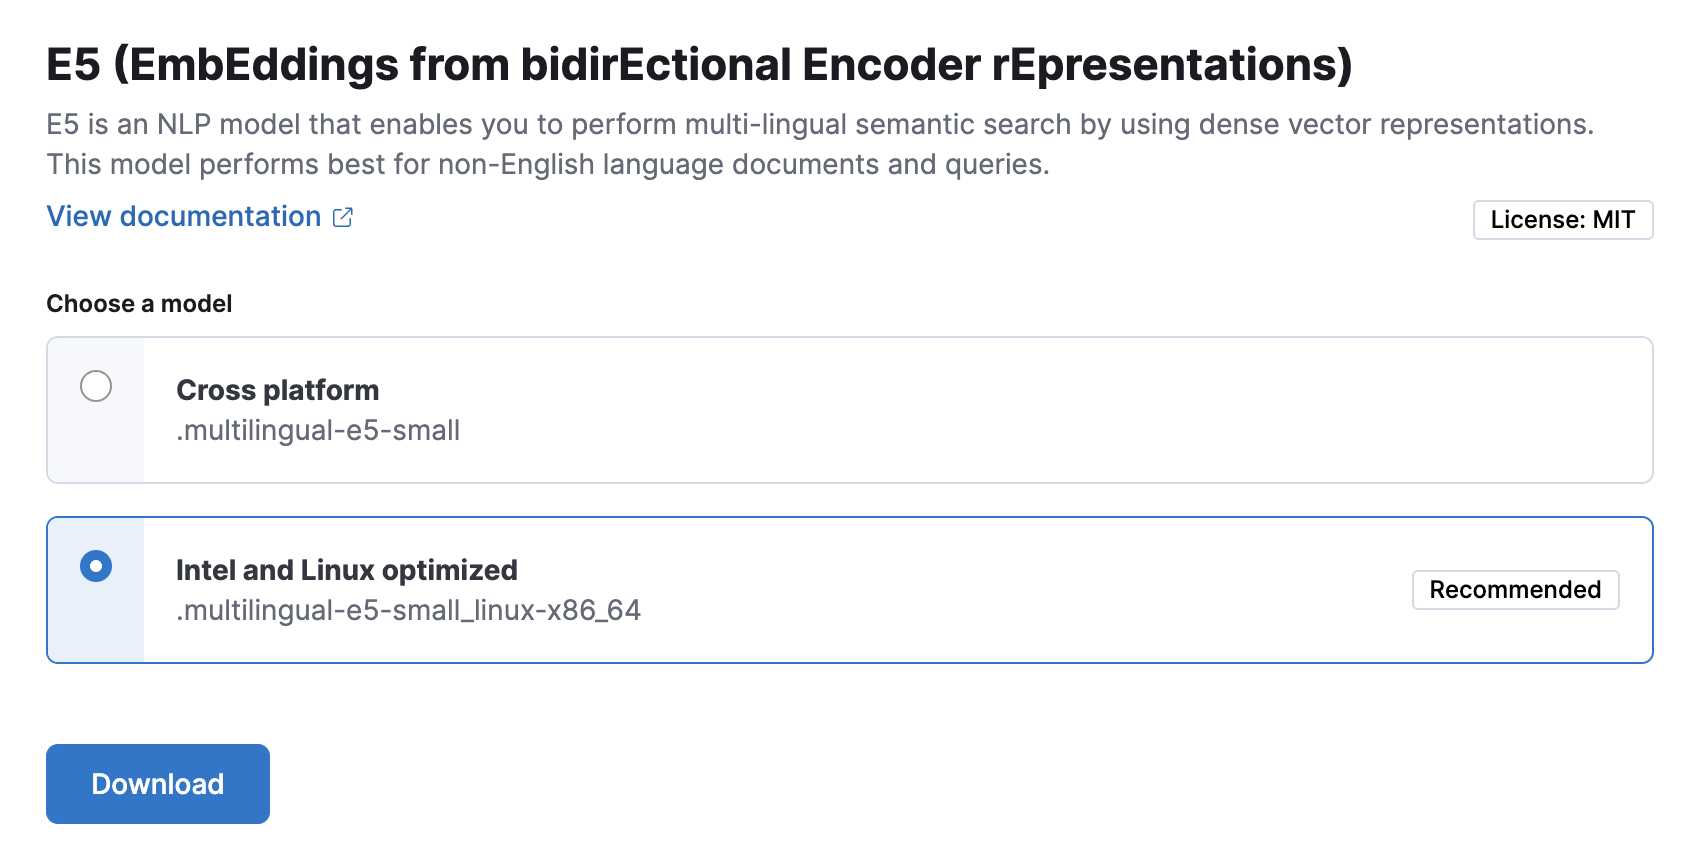 E5 (EmbEddings from bidirEctional Encoder rEpresentations)
E5 is an NLP model that enables you to perform multi-lingual semantic search by using dense vector representations.
This model performs best for non-English language documents and queries.
View documentation
License: MIT
Choose a model
Cross platform
.multilingual-e5-small
Intel and Linux optimized
.multilingual-e5-small_linux-x86_64
Recommended
Download